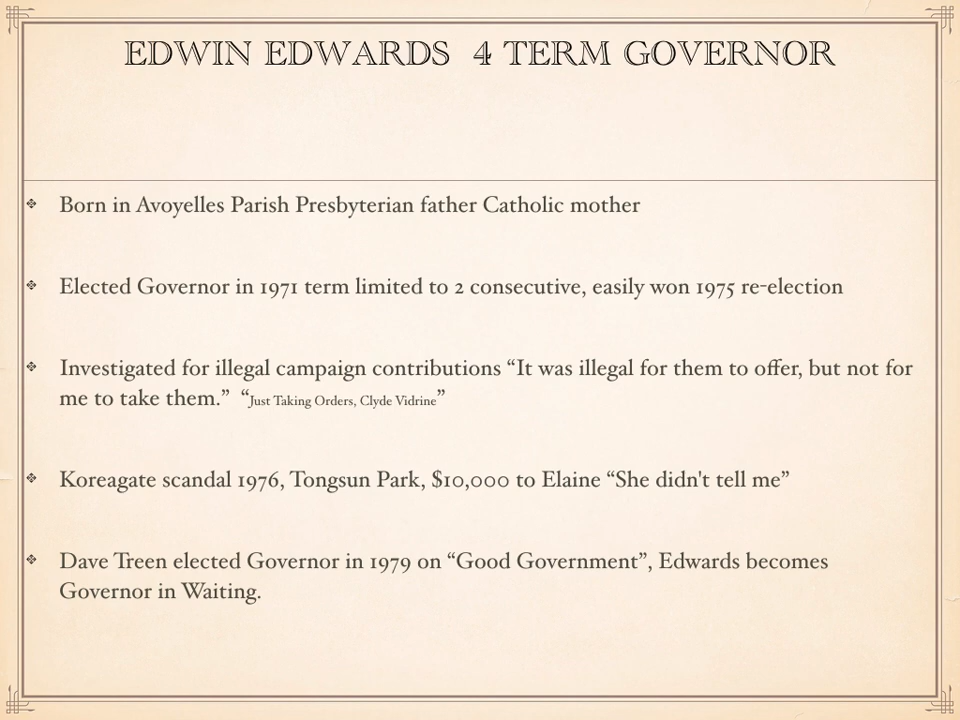 EDWIN EDWARDS  4 TERM GOVERNOR
Born in Avoyelles Parish Presbyterian father Catholic mother
Elected Governor in 1971 term limited to 2 consecutive, easily won 1975 re-election
Investigated for illegal campaign contributions “It was illegal for them to offer, but not for
me to take them.”  “Just Taking Orders, Clyde Vidrine”
Koreagate scandal 1976, Tongsun Park, $10,000 to Elaine “She didn't tell me”
Dave Treen elected Governor in 1979 on “Good Government”, Edwards becomes
Governor in Waiting.